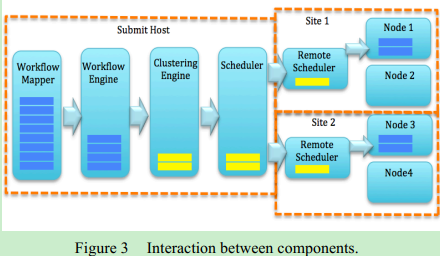 Submit Host
Workflow
Mapper
Workflow
Engine
Clustering
Engine
Scheduler
Site 1
Remote
Scheduler
Node 1
Node 2
Site 2
Remote
Scheduler
Node 3
Node4
Figure 3 Interaction between components.